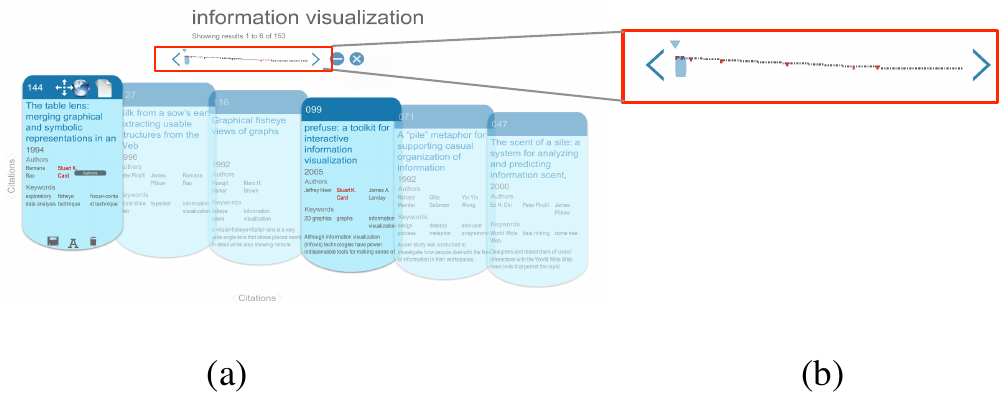 information visualization
Showing results 1 to 6 of 153
144
The table lens:
merging graphical
and symbolic
representations in an
1994
Authors
Ramana Stuart K.
Rao Card Authors
Keywords
exploratory fisheye focus+conte
data analysis technique xt technique
27
Silk from a sow's ear:
extracting usable
structures from the
Web
1996
Authors
Peter Pirolli James Ramana
Pitkow Rao
Keywords
World Wide hypertext information
Web visualization
16
Graphical fisheye
views of graphs
1992
Authors
Manojit Marc H.
Sarkar Brown
Keywords
fisheye information
views visualization
099
prefuse: a toolkit for
interactive
information
visualization
2005
Authors
Jeffrey Heer Stuart K. James A.
Card Landay
Keywords
2D graphics graphs information
visualization
Although information visualization
(infovis) technologies have proven
indispensable tools for making sense of
071
A "pile" metaphor for
supporting casual
organization of
information
1992
Authors
Richard Gitta Yin Yin
Mander Salomon Wong
Keywords
design desktop end-user
process metaphor programming
A user study was conducted to
investigate how people deal with the flow
of information in their workspaces.
047
The scent of a site: a
system for analyzing
and predicting
information scent,
2000
Authors
Ed H. Chi Peter Pirolli James
Pitkow
Keywords
World Wide data mining dome tree
Web
Designers and researchers of users'
interactions with the World Wide Web
need tools that permit the rapid
Citations
Citations
(a)
(b)